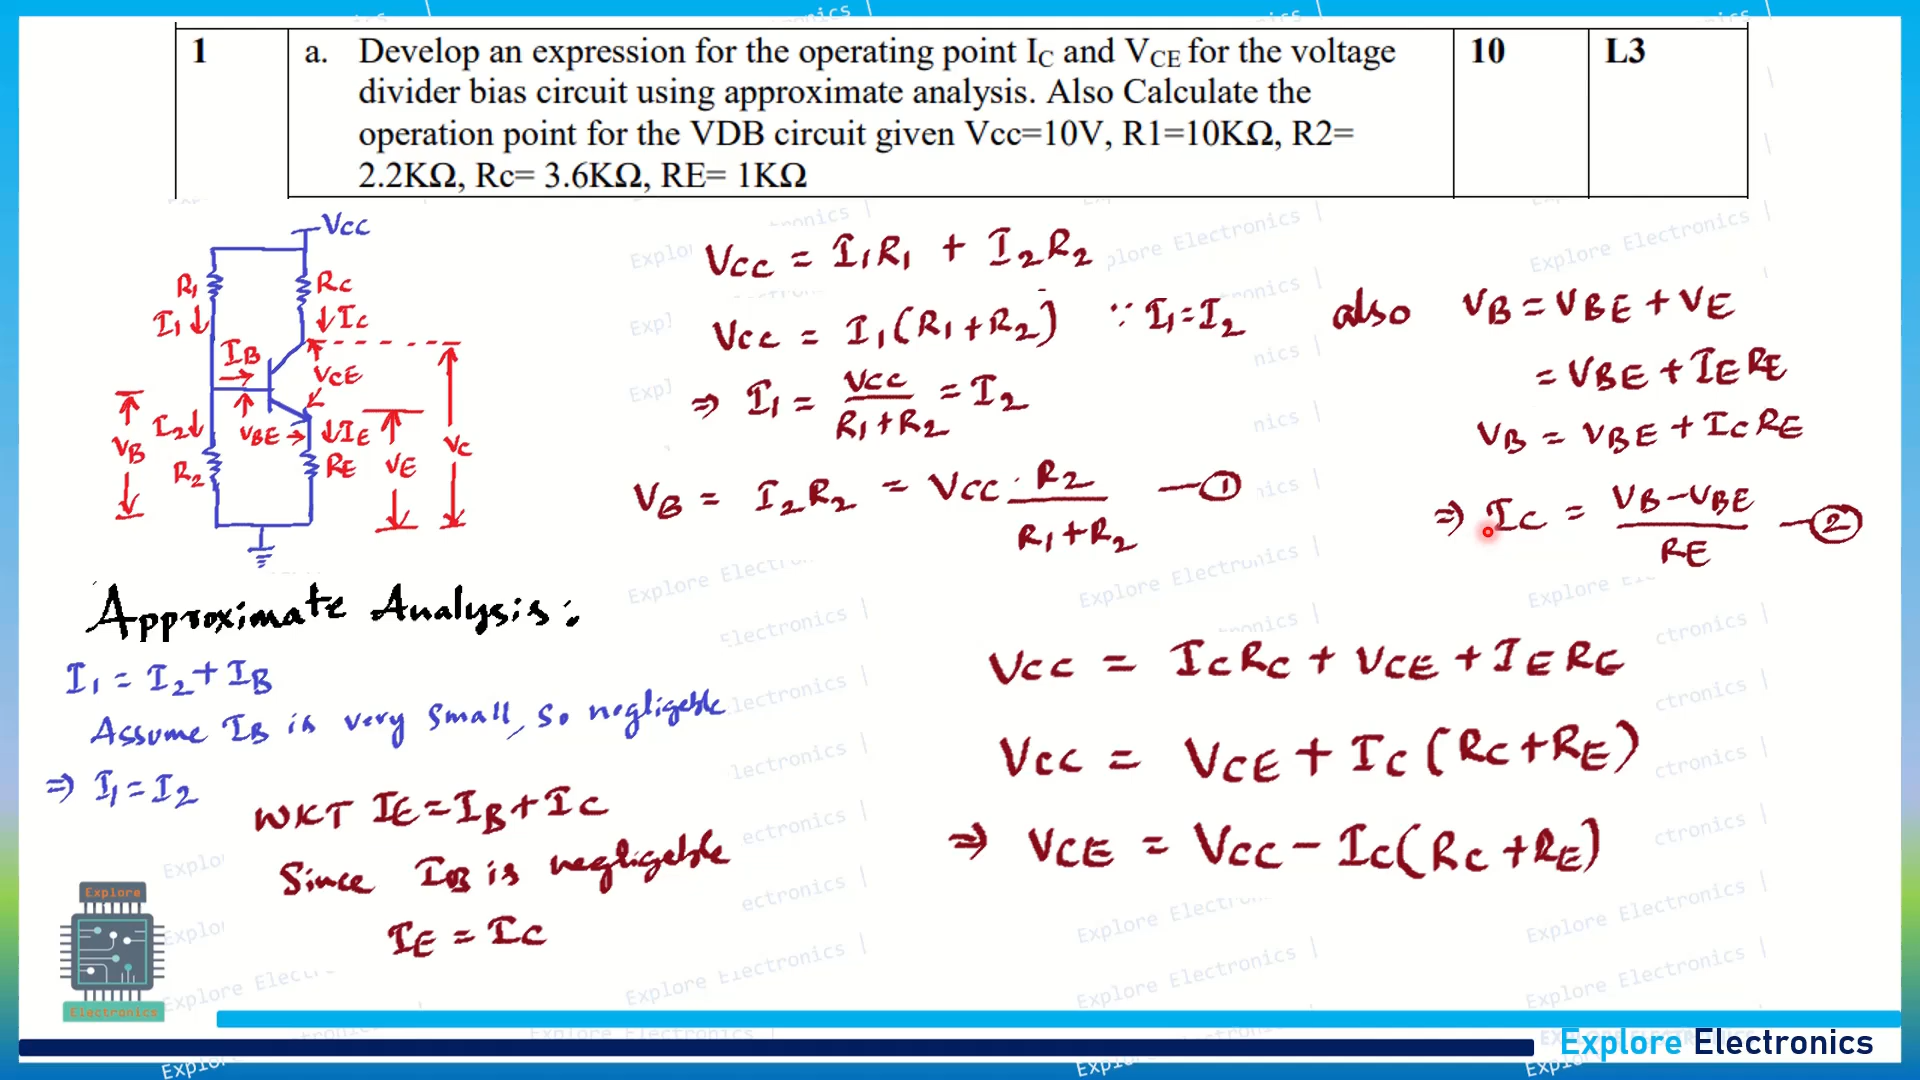 1
a. Develop an expression for the operating point IC and VCE for the voltage
divider bias circuit using approximate analysis. Also Calculate the
operation point for the VDB circuit given Vcc=10V, R1=10KΩ, R2=
2.2KΩ, Rc= 3.6KΩ, RE= 1KΩ
10
L3
VCC
R1
RC
I1
IC
IB
VCE
I2
VBE
IE
VB
R2
RE
VE
VC
Approximate Analysis:
I1 = I2 + IB
Assume IB is very small, so negligeble
⇒ I1 = I2
WKT IE = IB + IC
Since IB is negligeble
IE = IC
VCC = I1R1 + I2R2
VCC = I1(R1+R2) ∵ I1=I2
⇒ I1 = VCC / R1+R2 = I2
VB = I2R2 = VCC · R2 / R1+R2 —①
also VB = VBE + VE
= VBE + IERE
VB = VBE + ICRE
⇒ IC = VB-VBE / RE —②
VCC = ICRC + VCE + IERE
VCC = VCE + IC(RC+RE)
⇒ VCE = VCC - IC(RC+RE)
Explore
Electronics
Explore Electronics